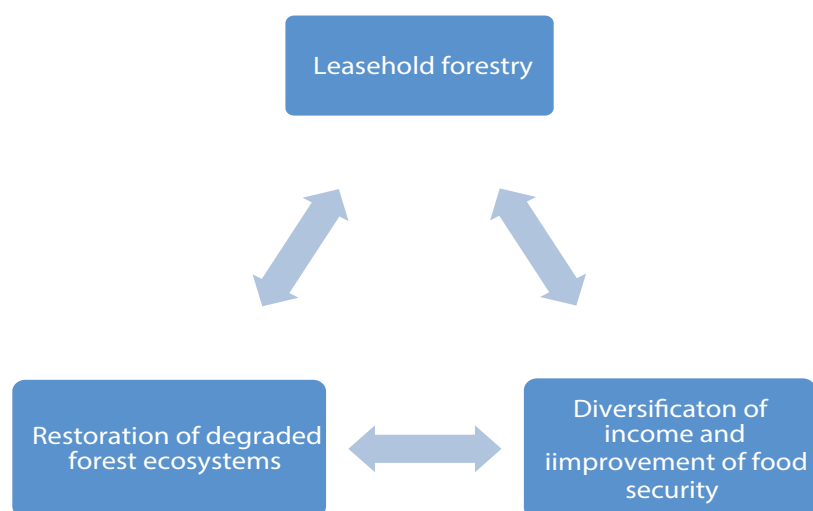 Leasehold forestry
Restoration of degraded
forest ecosystems
Diversificaton of
income and
iimprovement of food
security